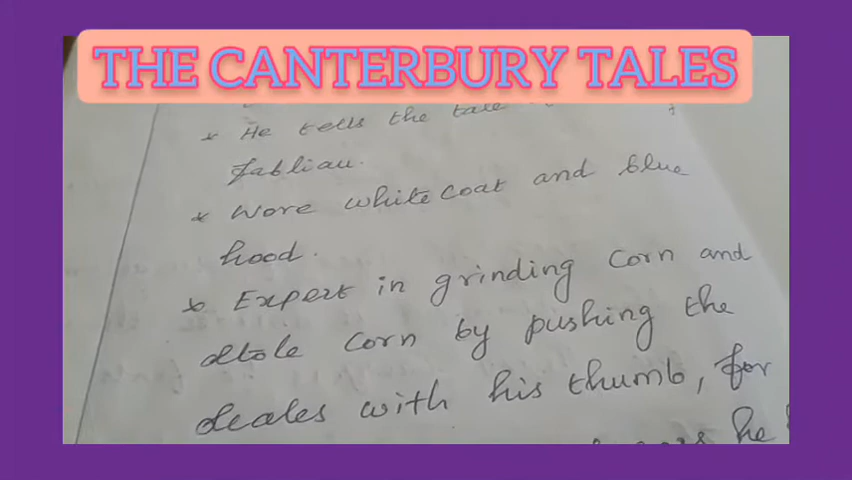 THE CANTERBURY TALES
* He tells the tale
fabliau.
* Wore white coat and blue
hood.
* Expert in grinding corn and
stole corn by pushing the
scales with his thumb, for
he